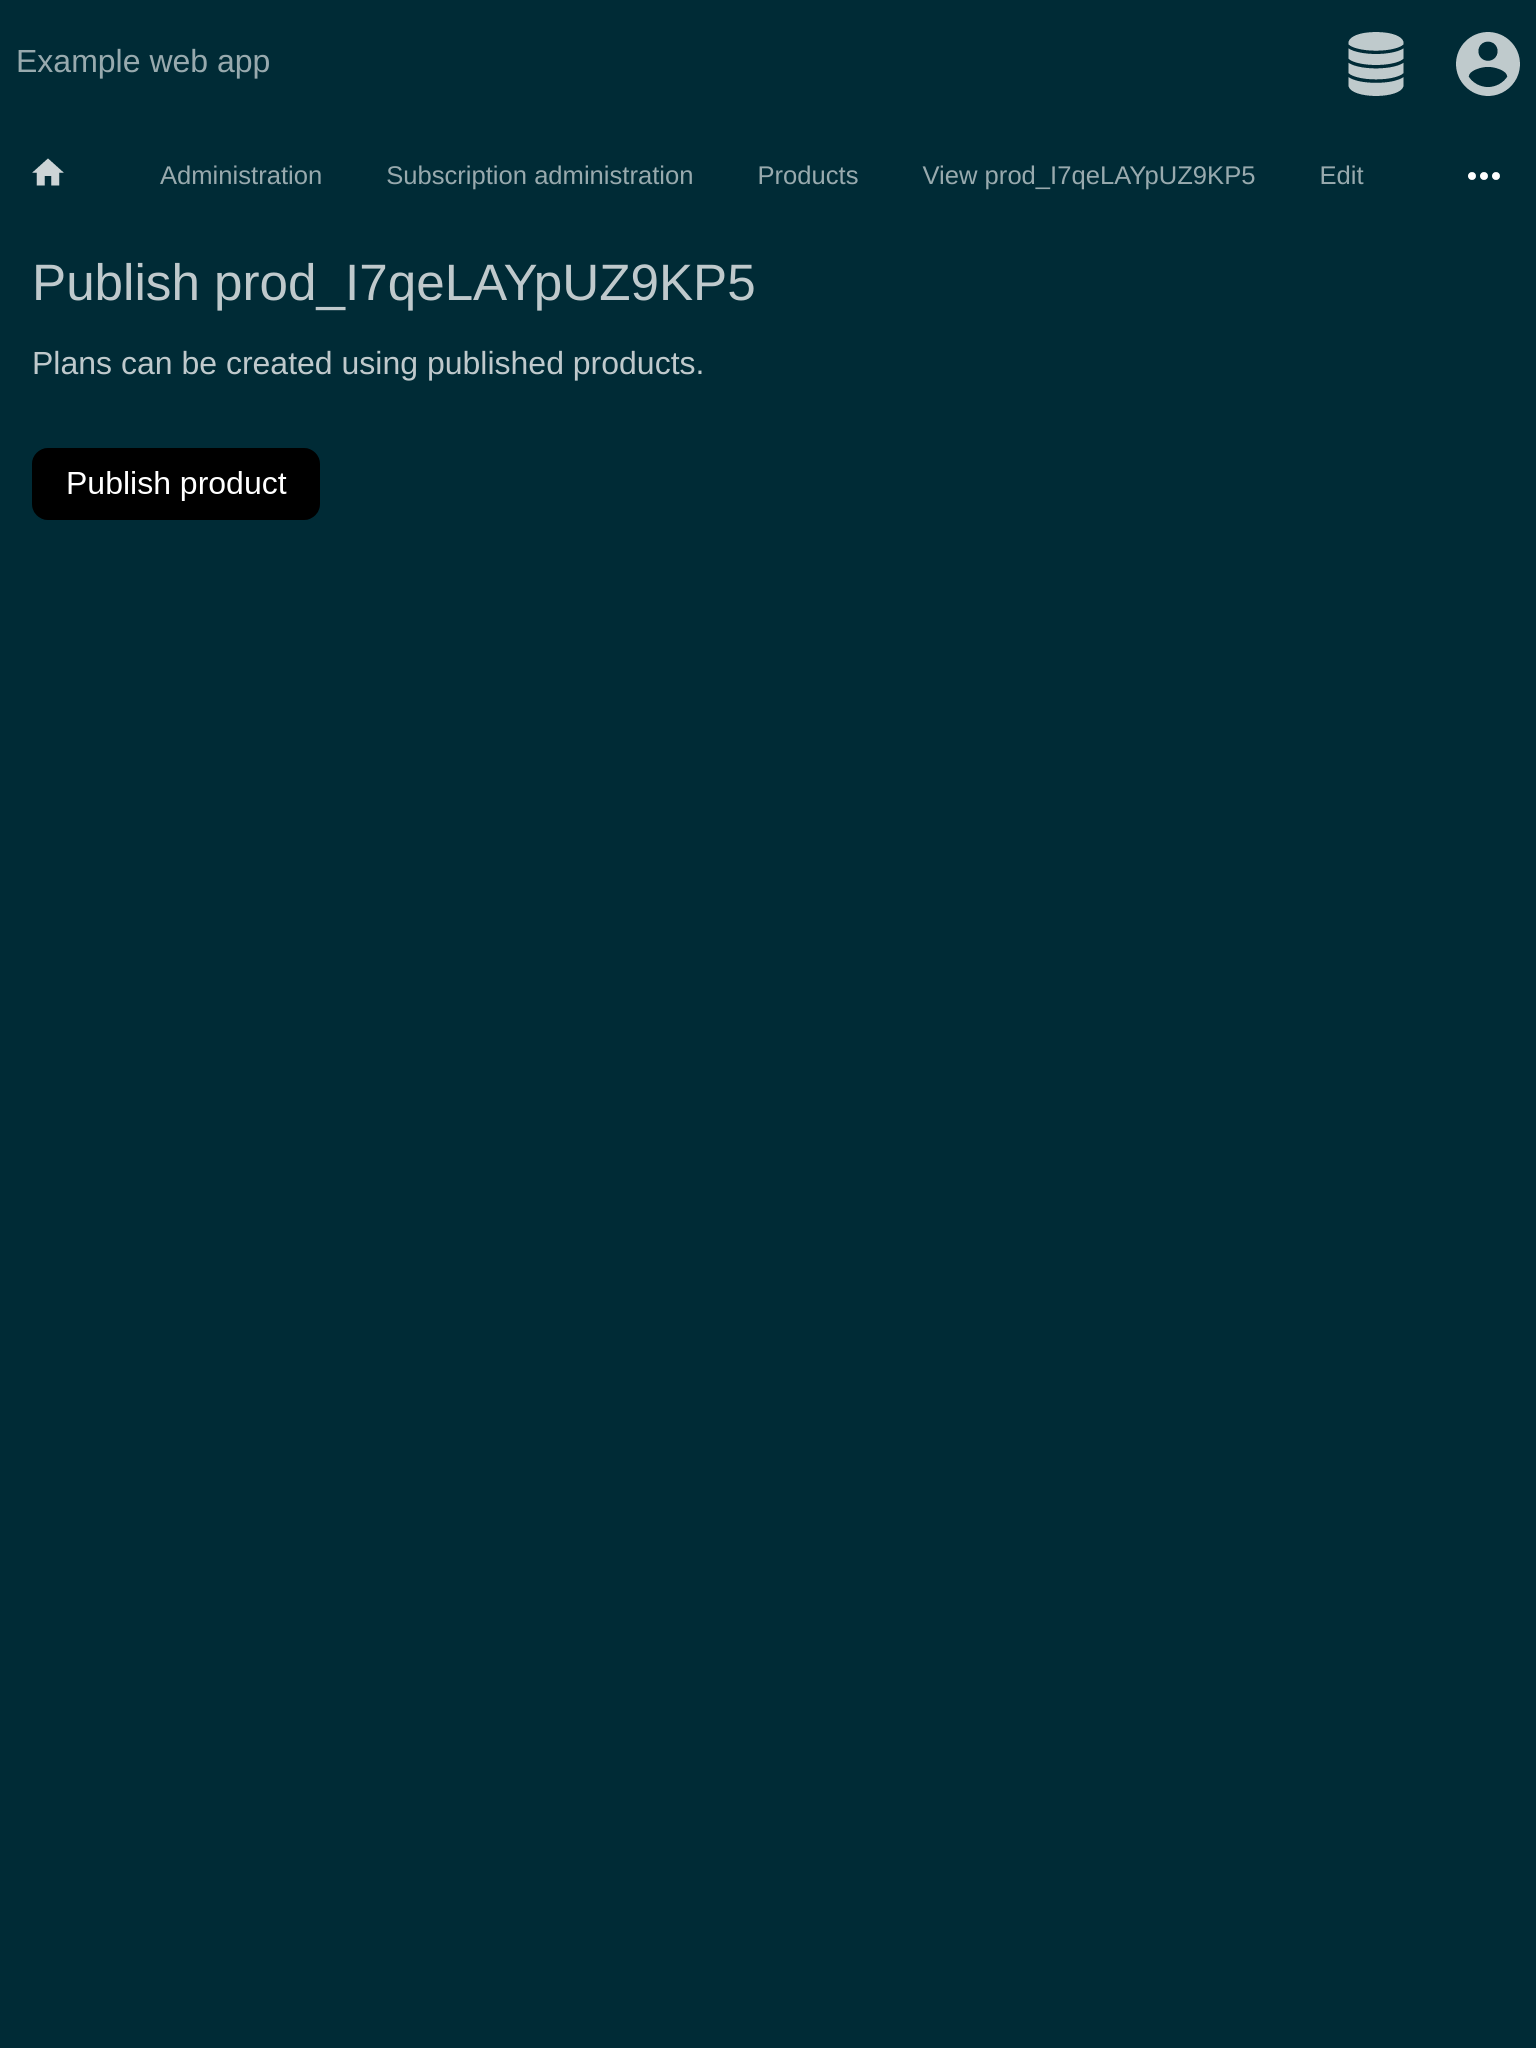 Example web app
Administration Subscription administration Products View prod_I7qeLAYpUZ9KP5 Edit
Publish prod_I7qeLAYpUZ9KP5
Plans can be created using published products.
Publish product